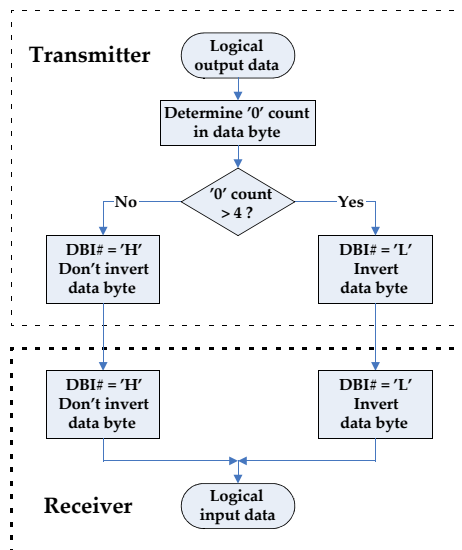 Transmitter
Logical
output data
Determine '0' count
in data byte
'0' count
> 4 ?
No
Yes
DBI# = 'H'
Don't invert
data byte
DBI# = 'L'
Invert
data byte
DBI# = 'H'
Don't invert
data byte
DBI# = 'L'
Invert
data byte
Receiver
Logical
input data